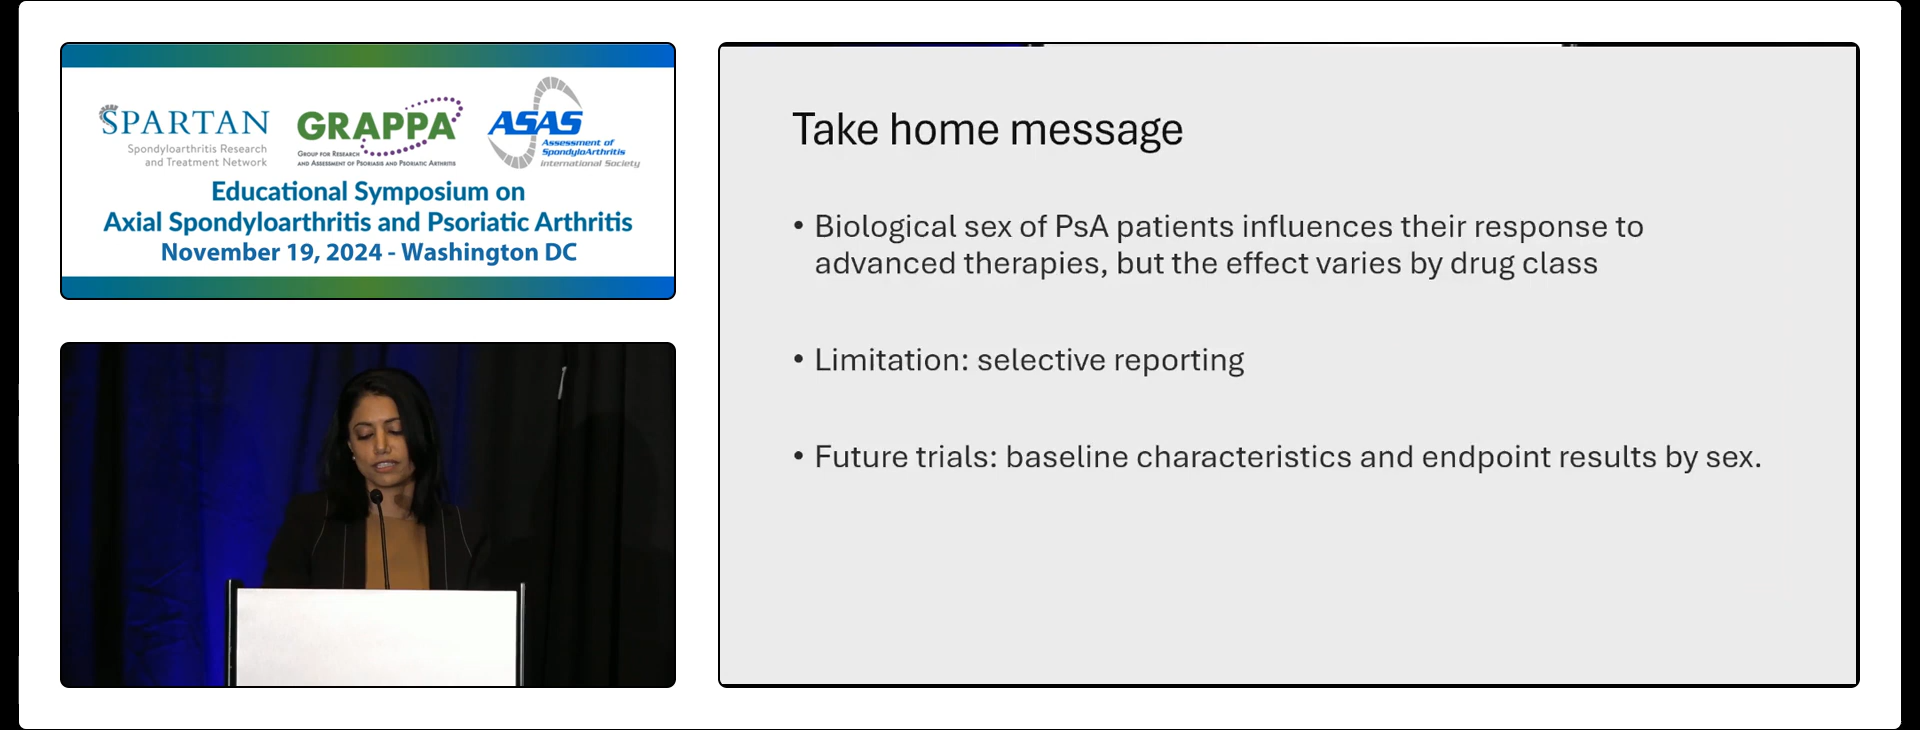 SPARTAN
Spondyloarthritis Research
and Treatment Network
GRAPPA
Group for Research
and Assessment of Psoriasis and Psoriatic Arthritis
ASAS
Assessment of
SpondyloArthritis
international Society
Educational Symposium on
Axial Spondyloarthritis and Psoriatic Arthritis
November 19, 2024 - Washington DC
Take home message
• Biological sex of PsA patients influences their response to
advanced therapies, but the effect varies by drug class
• Limitation: selective reporting
• Future trials: baseline characteristics and endpoint results by sex.